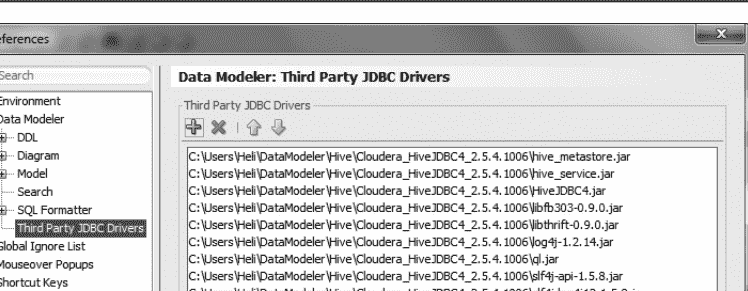 ferences
Search
Environment
Data Modeler
DDL
Diagram
Model
Search
SQL Formatter
Third Party JDBC Drivers
Global Ignore List
Mouseover Popups
Shortcut Keys
Data Modeler: Third Party JDBC Drivers
Third Party JDBC Drivers
C:\Users\Heli\DataModeler\Hive\Cloudera_HiveJDBC4_2.5.4.1006\hive_metastore.jar
C:\Users\Heli\DataModeler\Hive\Cloudera_HiveJDBC4_2.5.4.1006\hive_service.jar
C:\Users\Heli\DataModeler\Hive\Cloudera_HiveJDBC4_2.5.4.1006\HiveJDBC4.jar
C:\Users\Heli\DataModeler\Hive\Cloudera_HiveJDBC4_2.5.4.1006\libfb303-0.9.0.jar
C:\Users\Heli\DataModeler\Hive\Cloudera_HiveJDBC4_2.5.4.1006\libthrift-0.9.0.jar
C:\Users\Heli\DataModeler\Hive\Cloudera_HiveJDBC4_2.5.4.1006\log4j-1.2.14.jar
C:\Users\Heli\DataModeler\Hive\Cloudera_HiveJDBC4_2.5.4.1006\ql.jar
C:\Users\Heli\DataModeler\Hive\Cloudera_HiveJDBC4_2.5.4.1006\slf4j-api-1.5.8.jar